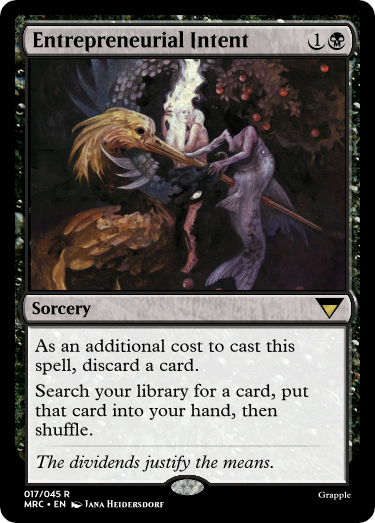 Entrepreneurial Intent 1
Sorcery
As an additional cost to cast this
spell, discard a card.
Search your library for a card, put
that card into your hand, then
shuffle.
The dividends justify the means.
017/045 R
MRC • EN Jana Heidersdorf
Grapple